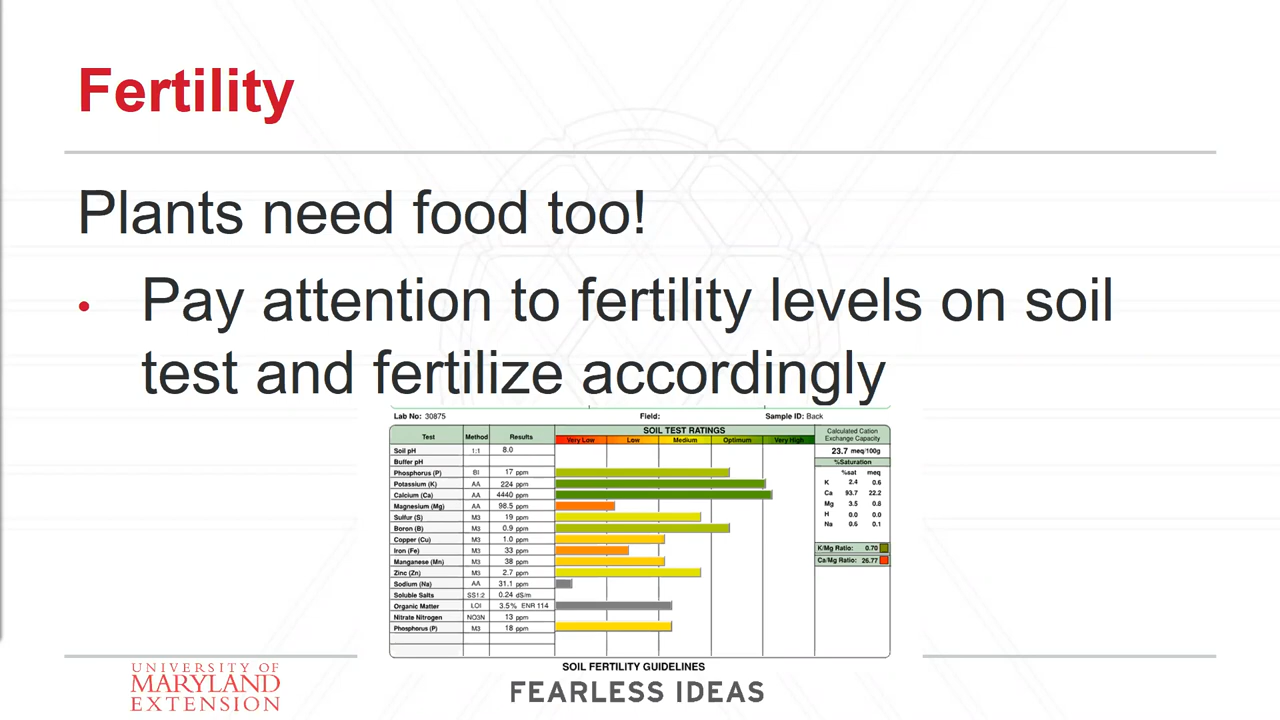 Fertility
Plants need food too!
• Pay attention to fertility levels on soil
test and fertilize accordingly
Lab No: 30875 Field: Sample ID: Back
SOIL TEST RATINGS
Test Method Results Very Low Low Medium Optimum Very High
Calculated Cation
Exchange Capacity
Soil pH 1:1 8.0
23.7 meq/100g
Buffer pH
%Saturation
Phosphorus (P) BI 17 ppm
%sat meq
Potassium (K) AA 224 ppm
K 2.4 0.6
Calcium (Ca) AA 4440 ppm
Ca 93.7 22.2
Magnesium (Mg) AA 98.5 ppm
Mg 3.5 0.8
Sulfur (S) M3 19 ppm
H 0.0 0.0
Boron (B) M3 0.9 ppm
Na 0.6 0.1
Copper (Cu) M3 1.0 ppm
Iron (Fe) M3 33 ppm
K/Mg Ratio: 0.70
Manganese (Mn) M3 38 ppm
Ca/Mg Ratio: 26.77
Zinc (Zn) M3 2.7 ppm
Sodium (Na) AA 31.1 ppm
Soluble Salts SS1:2 0.24 dS/m
Organic Matter LOI 3.5% ENR 114
Nitrate Nitrogen NO3N 13 ppm
Phosphorus (P) M3 18 ppm
SOIL FERTILITY GUIDELINES
UNIVERSITY OF
MARYLAND
EXTENSION
FEARLESS IDEAS